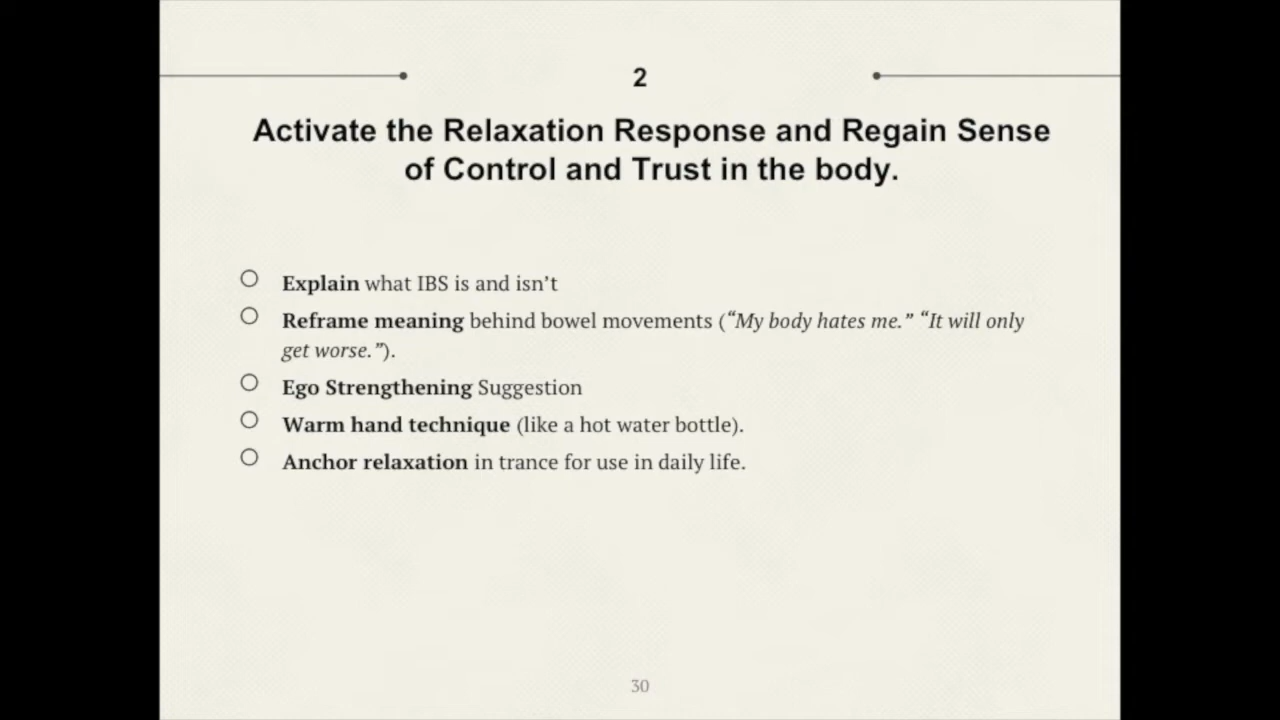 2
Activate the Relaxation Response and Regain Sense
of Control and Trust in the body.
Explain what IBS is and isn’t
Reframe meaning behind bowel movements (“My body hates me.” “It will only
get worse.”).
Ego Strengthening Suggestion
Warm hand technique (like a hot water bottle).
Anchor relaxation in trance for use in daily life.
30